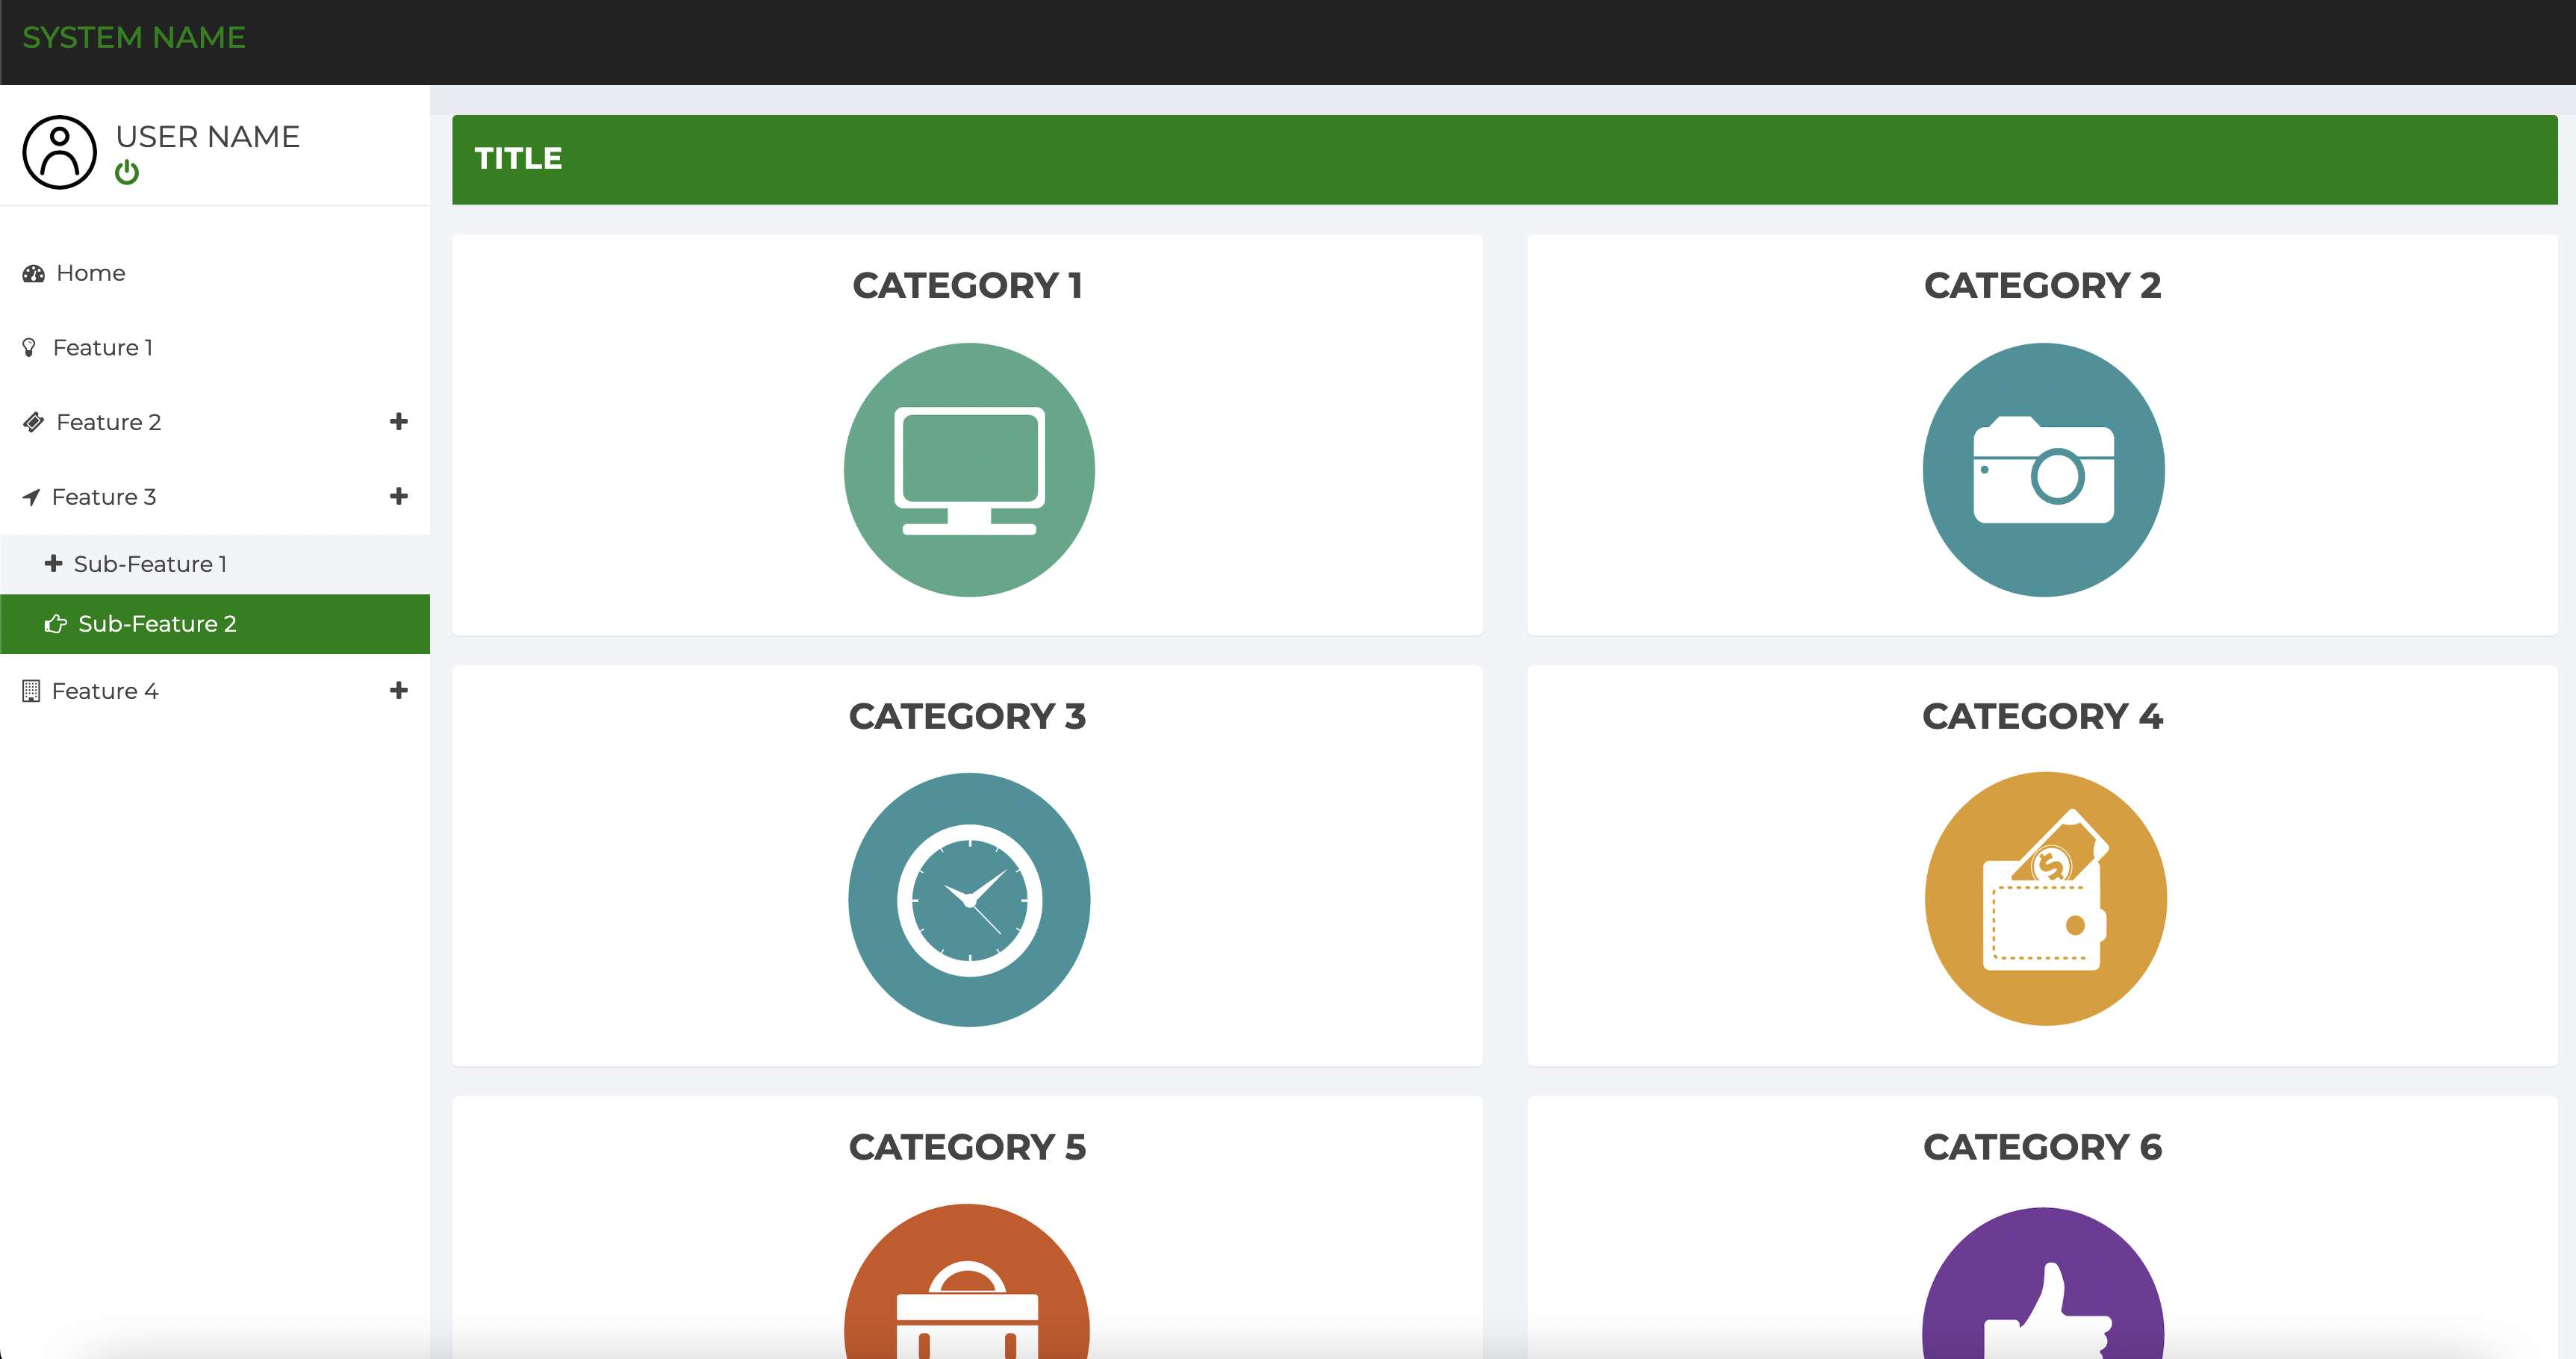 SYSTEM NAME
USER NAME
Home
Feature 1
Feature 2
Feature 3
Sub-Feature 1
Sub-Feature 2
Feature 4
TITLE
CATEGORY 1
CATEGORY 2
CATEGORY 3
CATEGORY 4
$
CATEGORY 5
CATEGORY 6